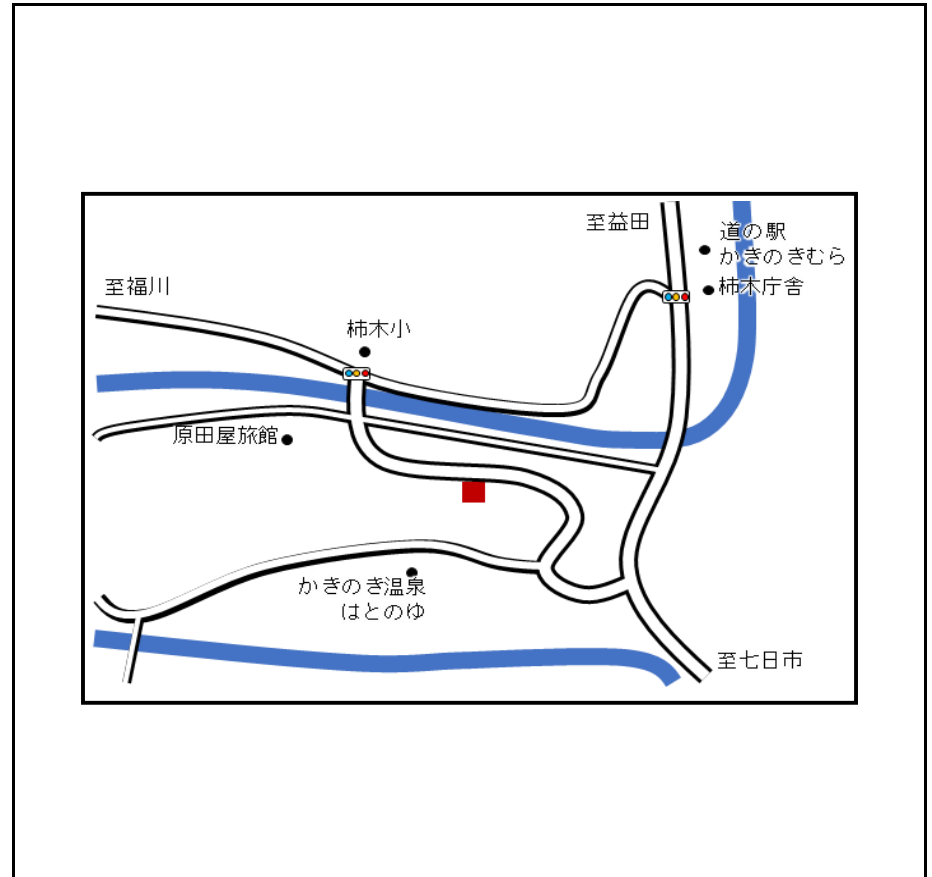 至益田
道の駅
かきのきむら
柿木庁舎
至福川
柿木小
原田屋旅館
かきのき温泉
はとのゆ
至七日市